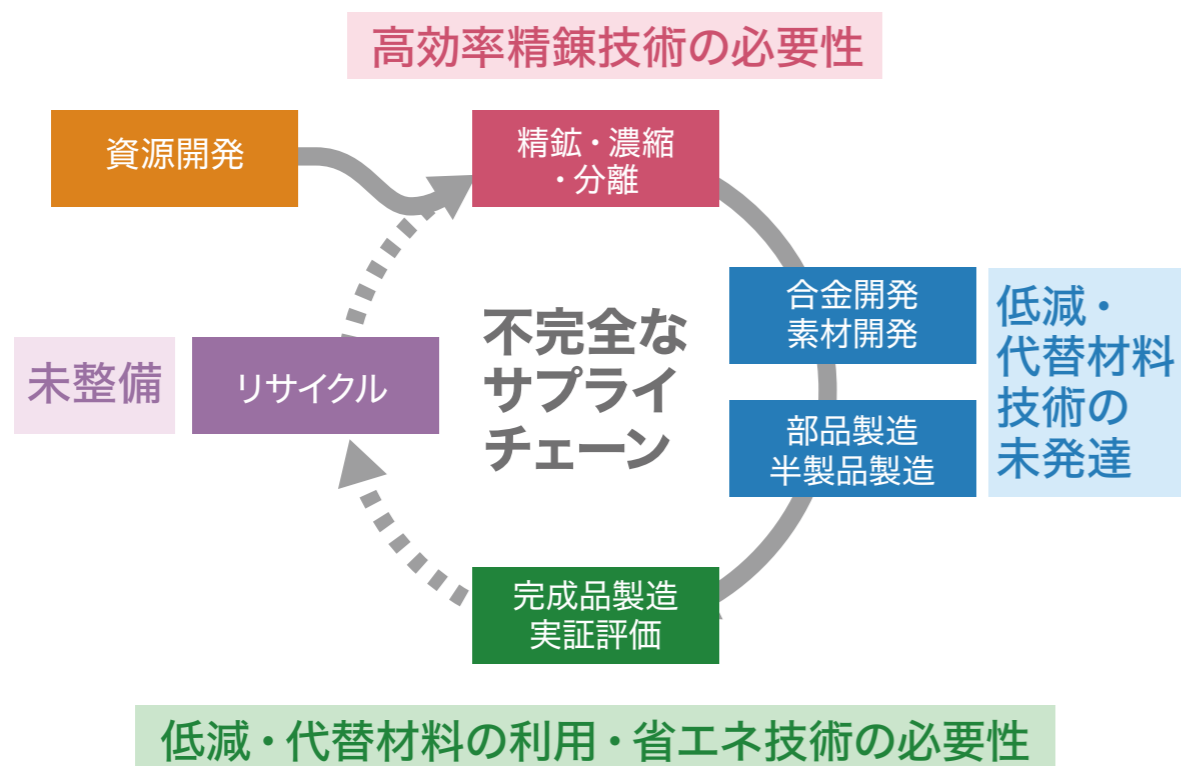 高効率精錬技術の必要性
資源開発
精鉱・濃縮
・分離
合金開発
素材開発
低減・
代替材料
技術の
未発達
不完全な
サプライ
チェーン
未整備
リサイクル
部品製造
半製品製造
完成品製造
実証評価
低減・代替材料の利用・省エネ技術の必要性